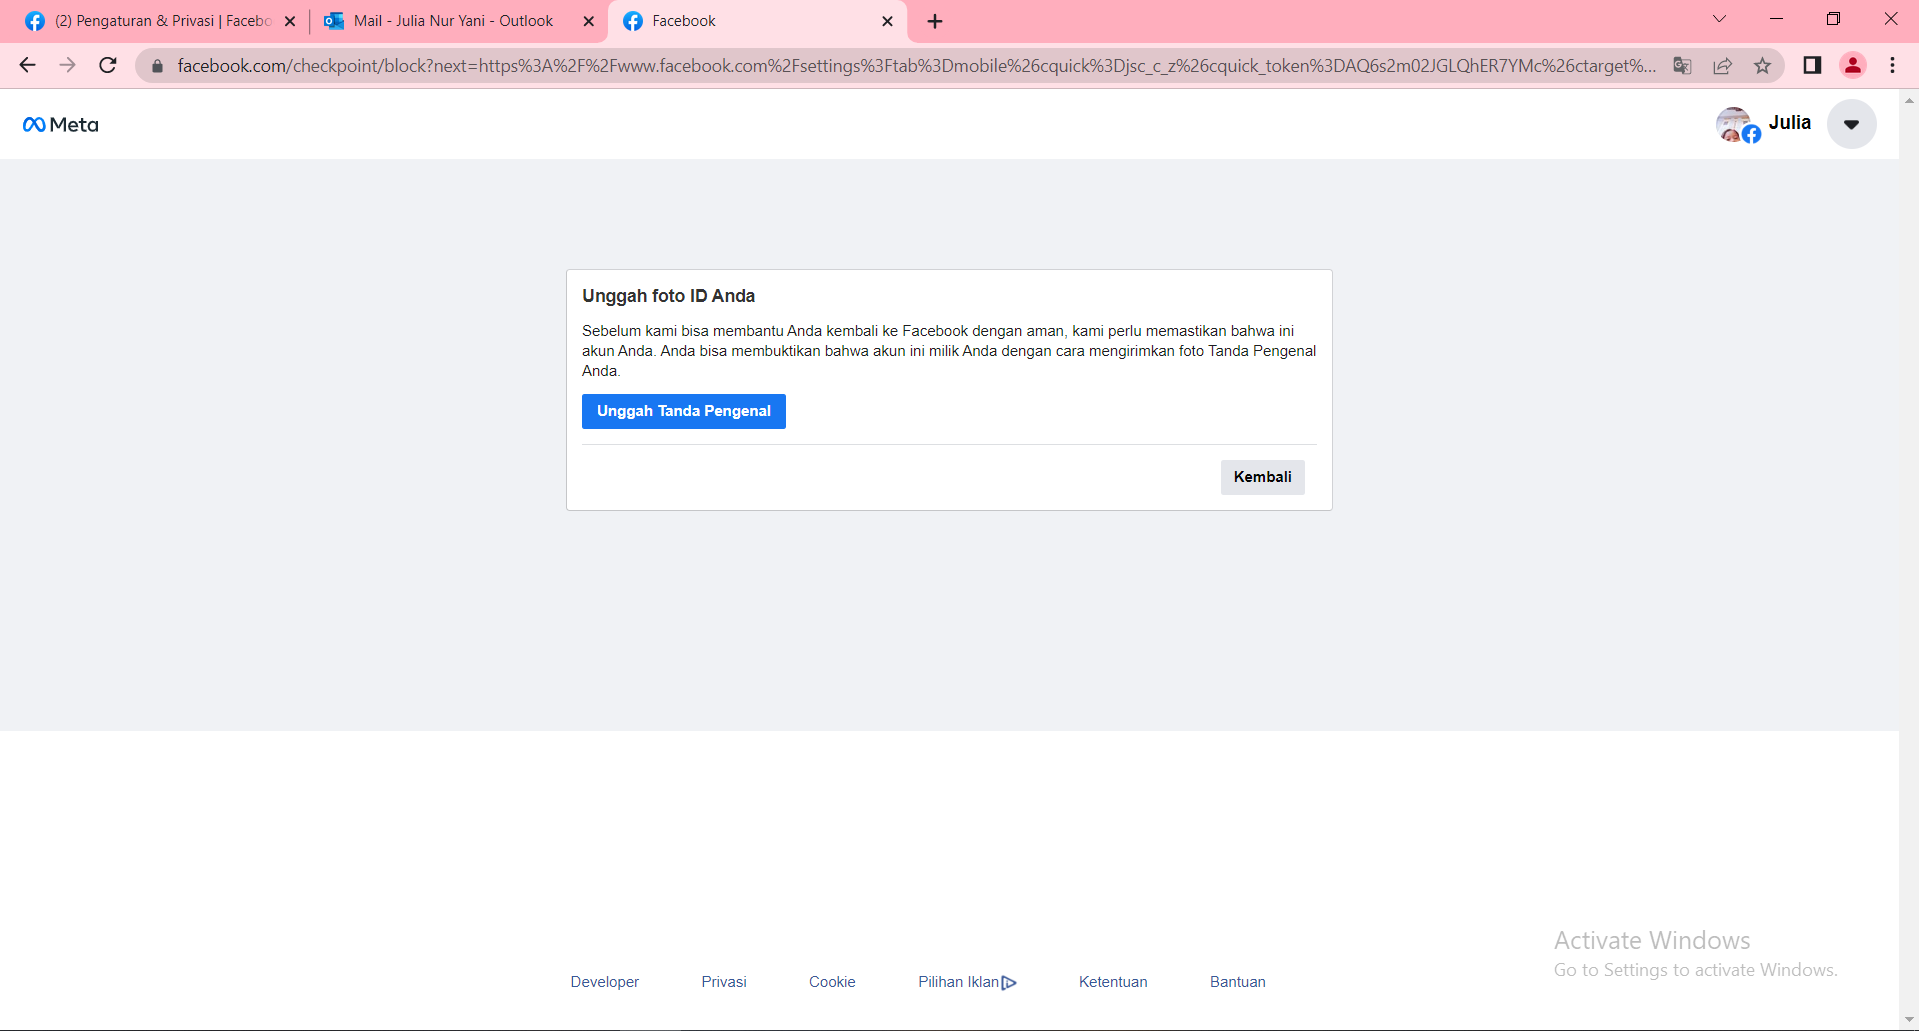 (2) Pengaturan & Privasi | Facebo
Mail - Julia Nur Yani - Outlook
Facebook
facebook.com/checkpoint/block?next=https%3A%2F%2Fwww.facebook.com%2Fsettings%3Ftab%3Dmobile%26cquick%3Djsc_c_z%26cquick_token%3DAQ6s2m02JGLQhER7YMc%26ctarget%...
Meta
Julia
Unggah foto ID Anda
Sebelum kami bisa membantu Anda kembali ke Facebook dengan aman, kami perlu memastikan bahwa ini
akun Anda. Anda bisa membuktikan bahwa akun ini milik Anda dengan cara mengirimkan foto Tanda Pengenal
Anda.
Unggah Tanda Pengenal
Kembali
Activate Windows
Go to Settings to activate Windows.
Developer Privasi Cookie Pilihan Iklan Ketentuan Bantuan